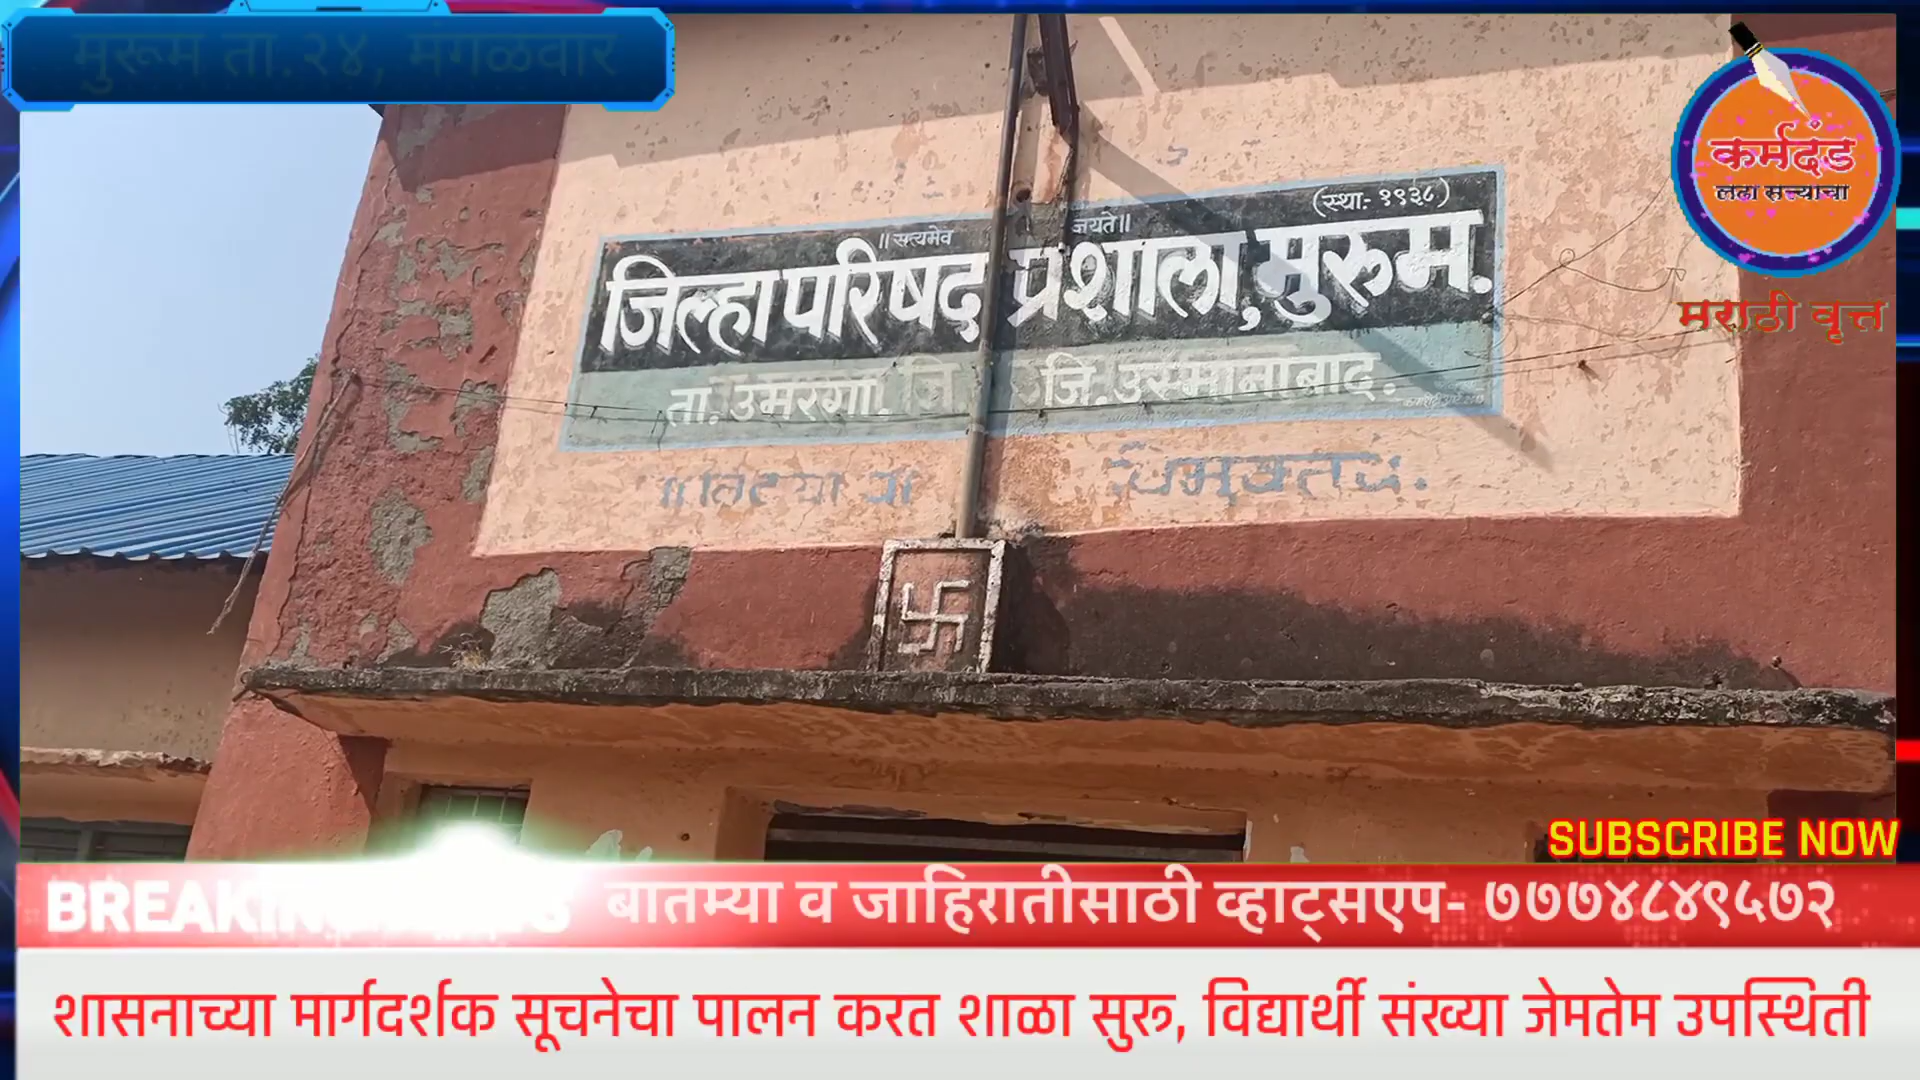 मुरूम ता.२४, मंगळवार
कर्मदंड
लढा सत्याचा
मराठी वृत्त
(स्था:- १९३८)
॥सत्यमेव जयते॥
जिल्हा परिषद प्रशाला, मुरूम.
ता. उमरगा. जि. उस्मानाबाद.
SUBSCRIBE NOW
बातम्या व जाहिरातीसाठी व्हाट्सएप- ७७७४८४९५७२
शासनाच्या मार्गदर्शक सूचनेचा पालन करत शाळा सुरू, विद्यार्थी संख्या जेमतेम उपस्थिती